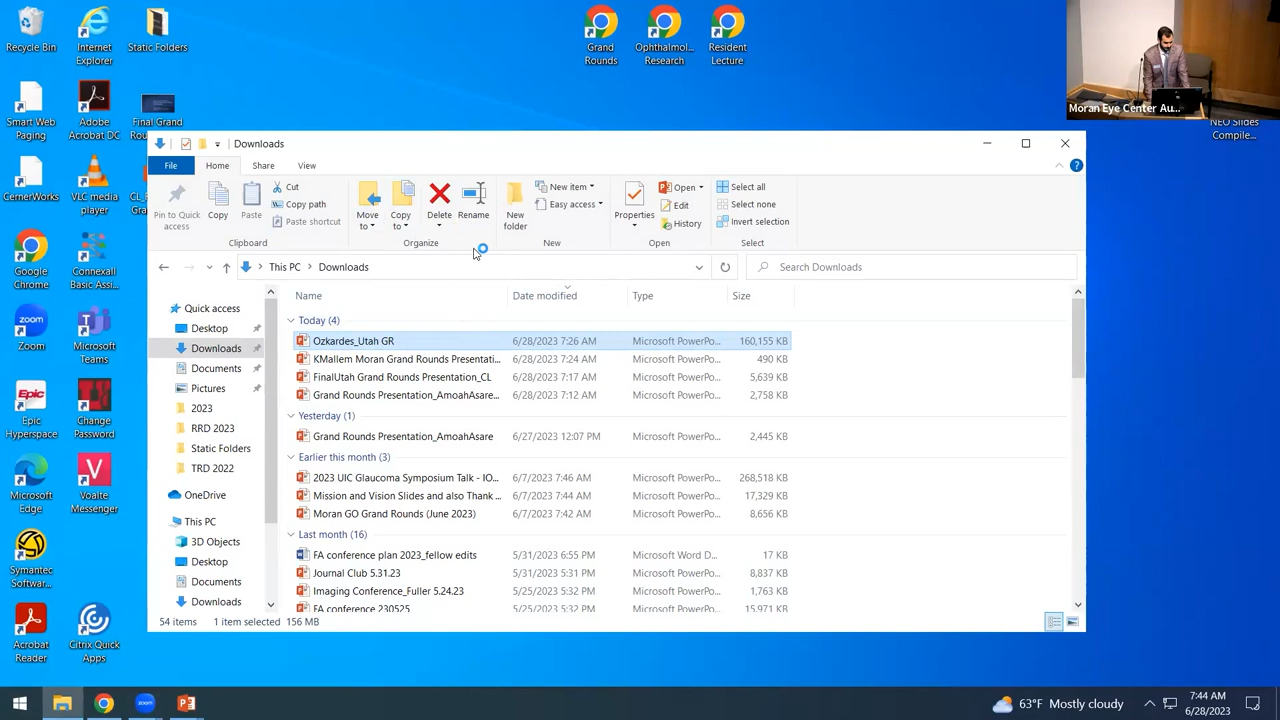 Recycle Bin
Internet Explorer
Static Folders
Grand Rounds
Ophthalmol... Research
Resident Lecture
Moran Eye Center Au...
NEO Slides Compile...
Smart Web Paging
Adobe Acrobat DC
Final Grand
CernerWorks
VLC media player
Google Chrome
Connexall Basic Assi...
Zoom
Microsoft Teams
Epic
Epic Hyperspace
Change Password
Microsoft Edge
Voalte Messenger
Symantec Softwar...
Acrobat Reader
Citrix Quick Apps
Downloads
File Home Share View
Pin to Quick access
Copy
Paste
Cut
Copy path
Paste shortcut
Clipboard
Move to
Copy to
Delete
Rename
Organize
New folder
New item
Easy access
New
Properties
Open
Edit
History
Open
Select all
Select none
Invert selection
Select
This PC > Downloads
Search Downloads
Quick access
Desktop
Downloads
Documents
Pictures
2023
RRD 2023
Static Folders
TRD 2022
OneDrive
This PC
3D Objects
Desktop
Documents
Downloads
Name Date modified Type Size
Today (4)
Ozkardes_Utah GR 6/28/2023 7:26 AM Microsoft PowerPo... 160,155 KB
KMallem Moran Grand Rounds Presentati... 6/28/2023 7:24 AM Microsoft PowerPo... 490 KB
FinalUtah Grand Rounds Presentation_CL 6/28/2023 7:17 AM Microsoft PowerPo... 5,639 KB
Grand Rounds Presentation_AmoahAsare... 6/28/2023 7:12 AM Microsoft PowerPo... 2,758 KB
Yesterday (1)
Grand Rounds Presentation_AmoahAsare 6/27/2023 12:07 PM Microsoft PowerPo... 2,445 KB
Earlier this month (3)
2023 UIC Glaucoma Symposium Talk - IO... 6/7/2023 7:46 AM Microsoft PowerPo... 268,518 KB
Mission and Vision Slides and also Thank ... 6/7/2023 7:44 AM Microsoft PowerPo... 17,329 KB
Moran GO Grand Rounds (June 2023) 6/7/2023 7:42 AM Microsoft PowerPo... 8,656 KB
Last month (16)
FA conference plan 2023_fellow edits 5/31/2023 6:55 PM Microsoft Word D... 17 KB
Journal Club 5.31.23 5/31/2023 5:31 PM Microsoft PowerPo... 8,837 KB
Imaging Conference_Fuller 5.24.23 5/25/2023 5:32 PM Microsoft PowerPo... 1,763 KB
FA conference 230525 5/25/2023 5:32 PM Microsoft PowerPo... 15,971 KB
54 items 1 item selected 156 MB
63°F Mostly cloudy
7:44 AM
6/28/2023